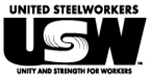 UNITED STEELWORKERS
USW
UNITY AND STRENGTH FOR WORKERS